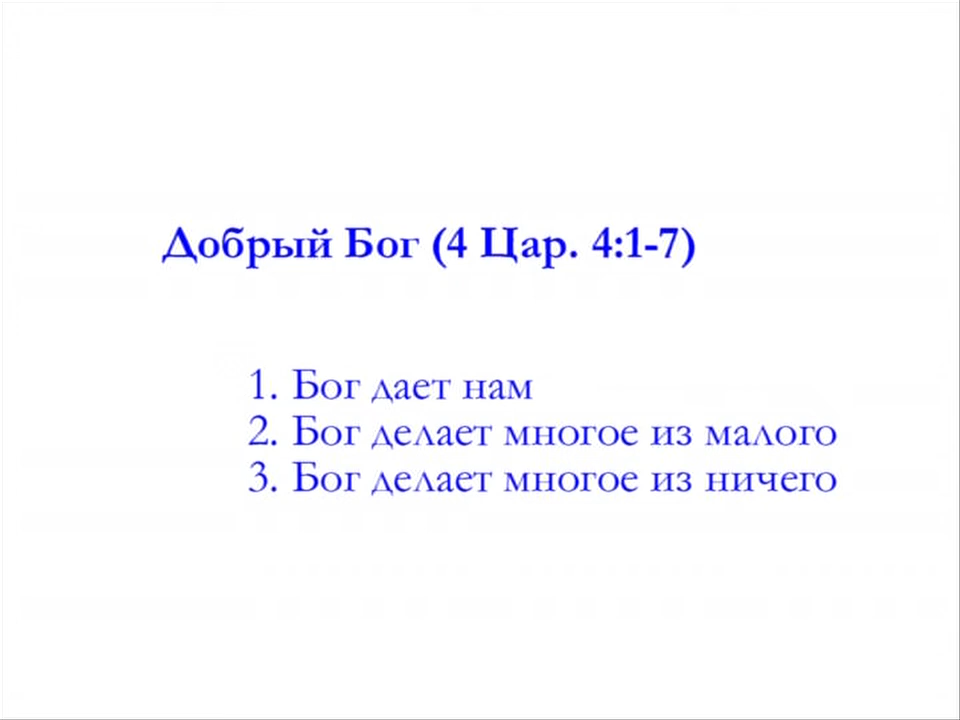 Добрый Бог (4 Цар. 4:1-7)
1. Бог дает нам
2. Бог делает многое из малого
3. Бог делает многое из ничего